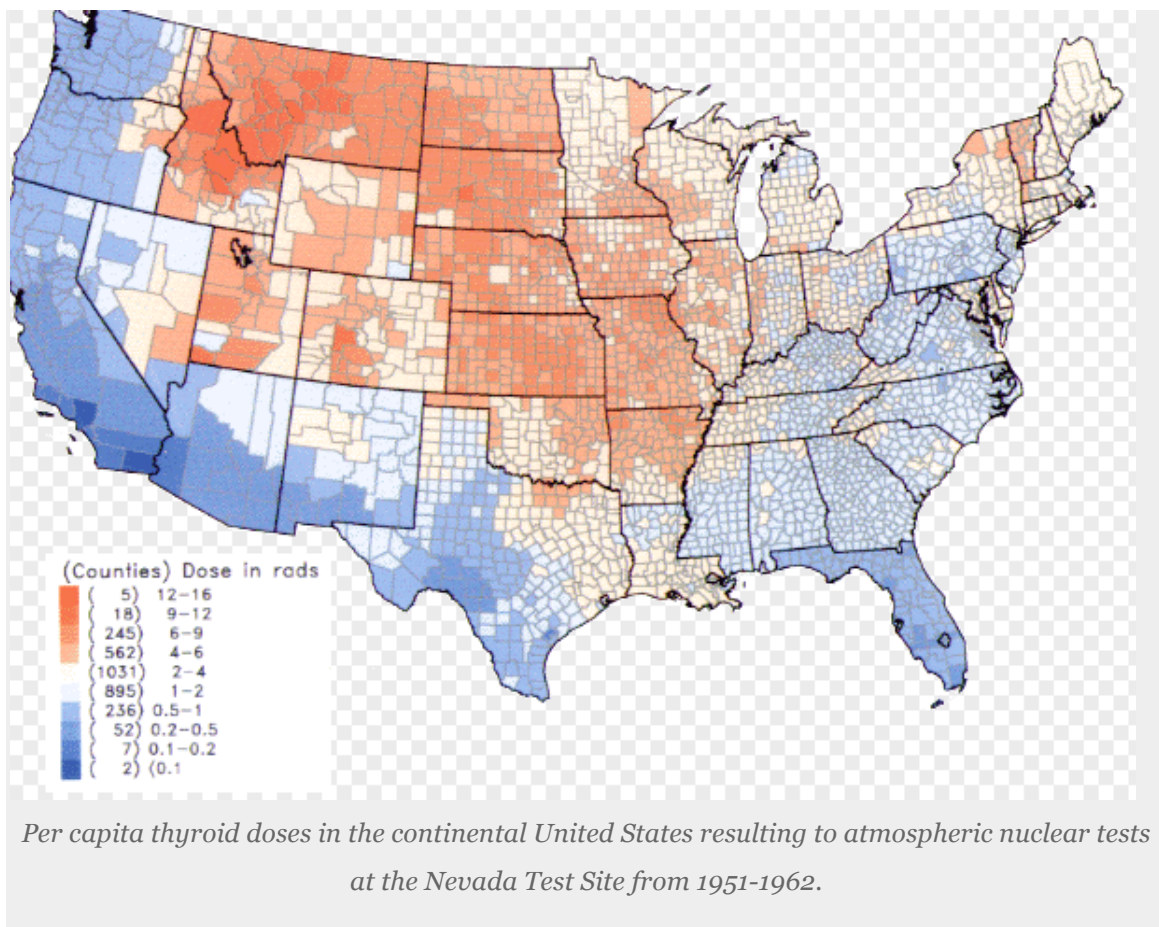 (Counties) Dose in rads
( 5) 12-16
( 18) 9-12
( 245) 6-9
( 562) 4-6
(1031) 2-4
( 895) 1-2
( 236) 0.5-1
( 52) 0.2-0.5
( 7) 0.1-0.2
( 2) (0.1
Per capita thyroid doses in the continental United States resulting to atmospheric nuclear tests
at the Nevada Test Site from 1951-1962.